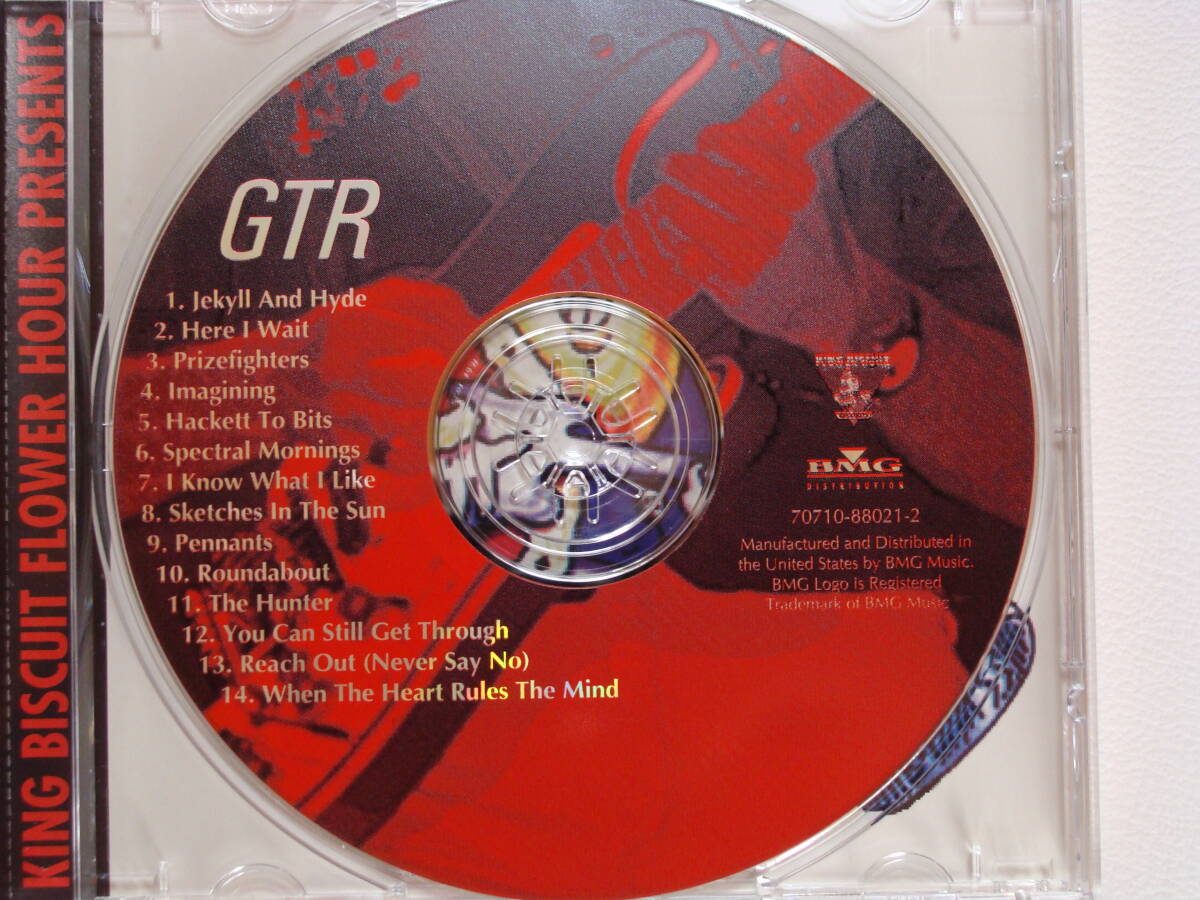 KING BISCUIT FLOWER HOUR PRESENTS
GTR
1. Jekyll And Hyde
2. Here I Wait
3. Prizefighters
4. Imagining
5. Hackett To Bits
6. Spectral Mornings
7. I Know What I Like
8. Sketches In The Sun
9. Pennants
10. Roundabout
11. The Hunter
12. You Can Still Get Through
13. Reach Out (Never Say No)
14. When The Heart Rules The Mind
KING BISCUIT
BMG
DISTRIBUTION
70710-88021-2
Manufactured and Distributed in
the United States by BMG Music.
BMG Logo is Registered
Trademark of BMG Music